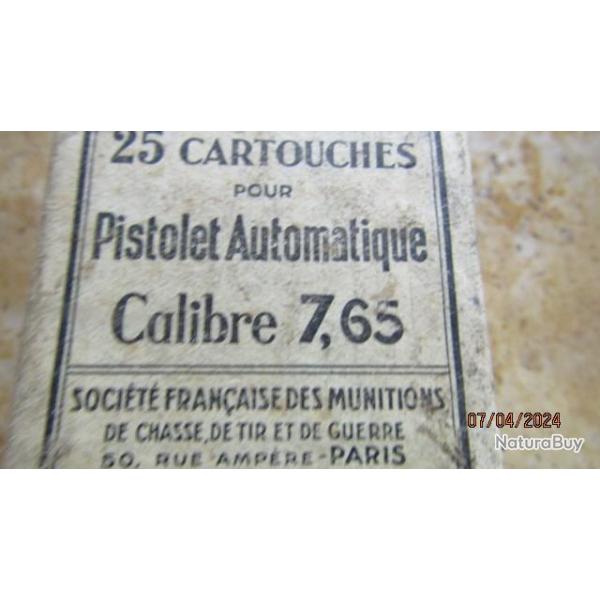 25 CARTOUCHES
POUR
Pistolet Automatique
Calibre 7,65
SOCIÉTÉ FRANÇAISE DES MUNITIONS
DE CHASSE, DE TIR ET DE GUERRE
50, RUE AMPÈRE-PARIS
07/04/2024
NaturaBuy